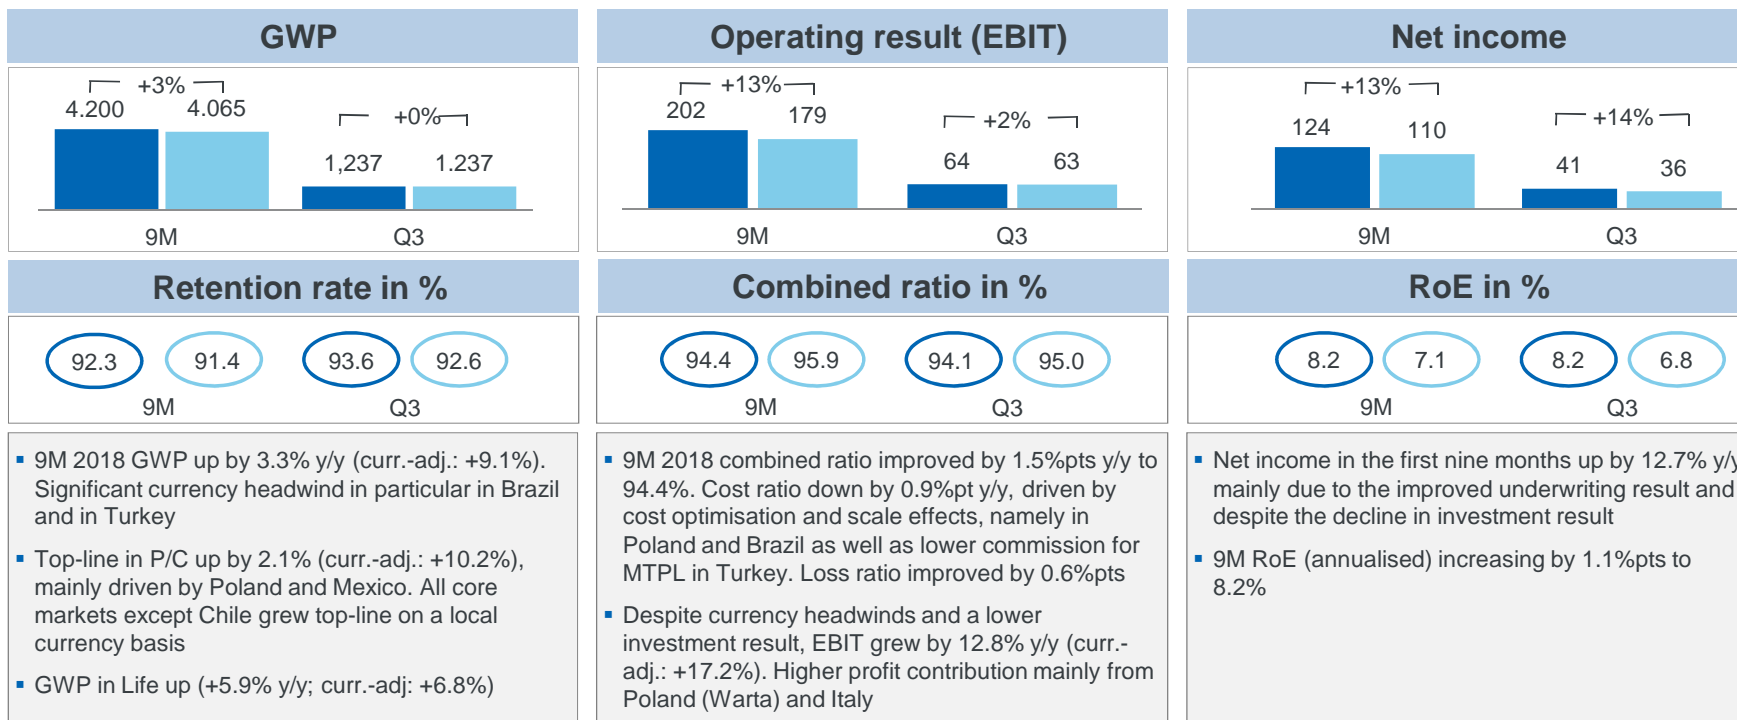 GWP
+3%
4.200
4.065
+0%
1,237
1.237
9M
Q3
Operating result (EBIT)
+13%
202
179
+2%
64
63
9M
Q3
Net income
+13%
124
110
+14%
41
36
9M
Q3
Retention rate in %
92.3
91.4
93.6
92.6
9M
Q3
Combined ratio in %
94.4
95.9
94.1
95.0
9M
Q3
RoE in %
8.2
7.1
8.2
6.8
9M
Q3
▪ 9M 2018 GWP up by 3.3% y/y (curr.-adj.: +9.1%).
Significant currency headwind in particular in Brazil
and in Turkey
▪ Top-line in P/C up by 2.1% (curr.-adj.: +10.2%),
mainly driven by Poland and Mexico. All core
markets except Chile grew top-line on a local
currency basis
▪ GWP in Life up (+5.9% y/y; curr.-adj: +6.8%)
▪ 9M 2018 combined ratio improved by 1.5%pts y/y to
94.4%. Cost ratio down by 0.9%pt y/y, driven by
cost optimisation and scale effects, namely in
Poland and Brazil as well as lower commission for
MTPL in Turkey. Loss ratio improved by 0.6%pts
▪ Despite currency headwinds and a lower
investment result, EBIT grew by 12.8% y/y (curr.-
adj.: +17.2%). Higher profit contribution mainly from
Poland (Warta) and Italy
▪ Net income in the first nine months up by 12.7% y/y
mainly due to the improved underwriting result and
despite the decline in investment result
▪ 9M RoE (annualised) increasing by 1.1%pts to
8.2%